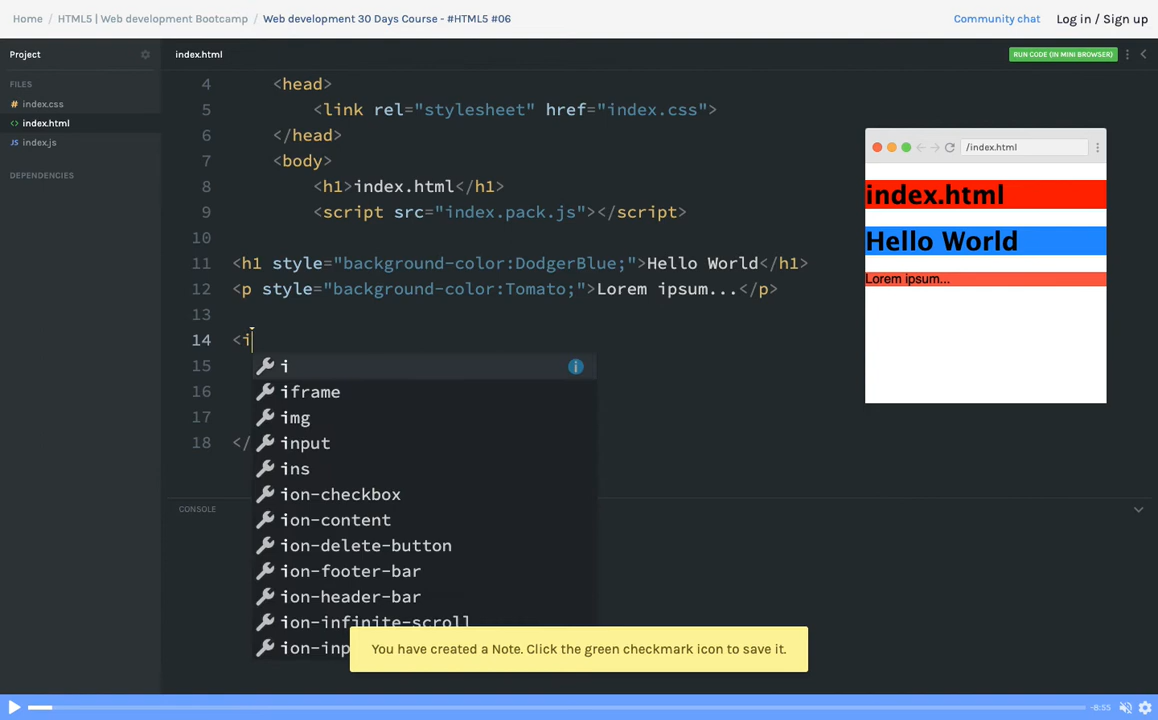 Home / HTML5 | Web development Bootcamp / Web development 30 Days Course - #HTML5 #06
Community chat Log in / Sign up
Project
index.html
RUN CODE (IN MINI BROWSER)
FILES
# index.css
<> index.html
JS index.js
DEPENDENCIES
4 <head>
5 <link rel="stylesheet" href="index.css">
6 </head>
7 <body>
8 <h1>index.html</h1>
9 <script src="index.pack.js"></script>
10
11 <h1 style="background-color:DodgerBlue;">Hello World</h1>
12 <p style="background-color:Tomato;">Lorem ipsum...</p>
13
14 <i
15
16
17
18 </
i
iframe
img
input
ins
ion-checkbox
ion-content
ion-delete-button
ion-footer-bar
ion-header-bar
ion-infinite-scroll
ion-inp
/index.html
index.html
Hello World
Lorem ipsum...
CONSOLE
You have created a Note. Click the green checkmark icon to save it.
-8:55